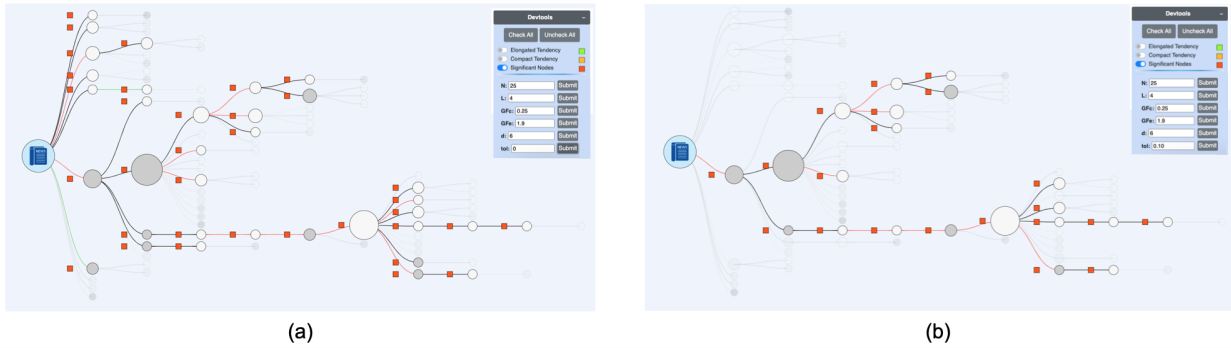 Devtools –
Check All Uncheck All
Elongated Tendency
Compact Tendency
Significant Nodes
N: 25 Submit
L: 4 Submit
GFc: 0.25 Submit
GFe: 1.9 Submit
d: 6 Submit
tol: 0 Submit
NEWS
(a)
Devtools –
Check All Uncheck All
Elongated Tendency
Compact Tendency
Significant Nodes
N: 25 Submit
L: 4 Submit
GFc: 0.25 Submit
GFe: 1.9 Submit
d: 6 Submit
tol: 0.10 Submit
NEWS
(b)